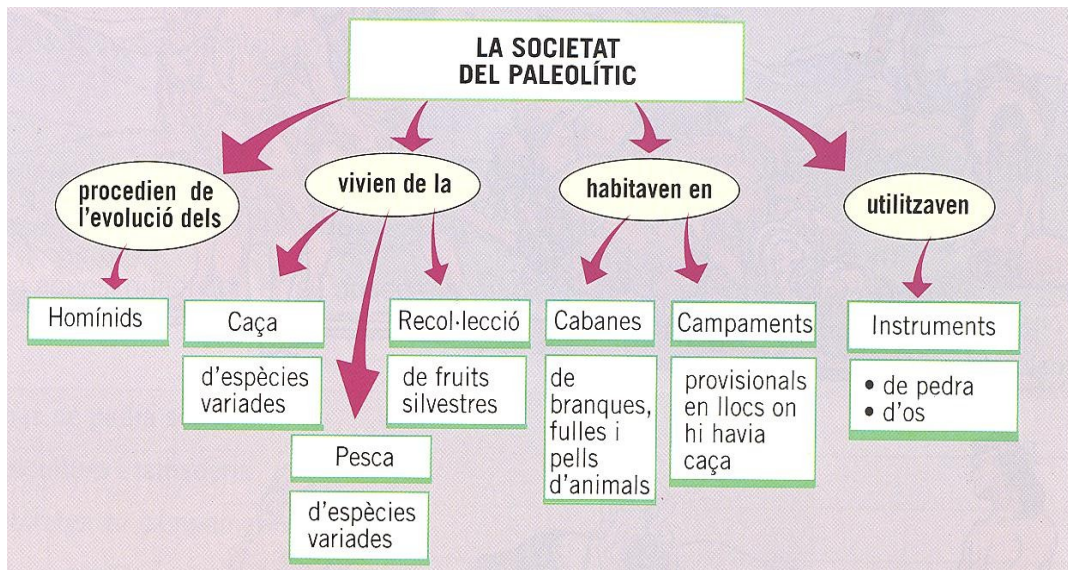 LA SOCIETAT
DEL PALEOLÍTIC
procedien de
l'evolució dels
vivien de la
habitaven en
utilitzaven
Homínids
Caça
d'espècies
variades
Pesca
d'espècies
variades
Recol·lecció
de fruits
silvestres
Cabanes
de
branques,
fulles i
pells
d'animals
Campaments
provisionals
en llocs on
hi havia
caça
Instruments
• de pedra
• d'os